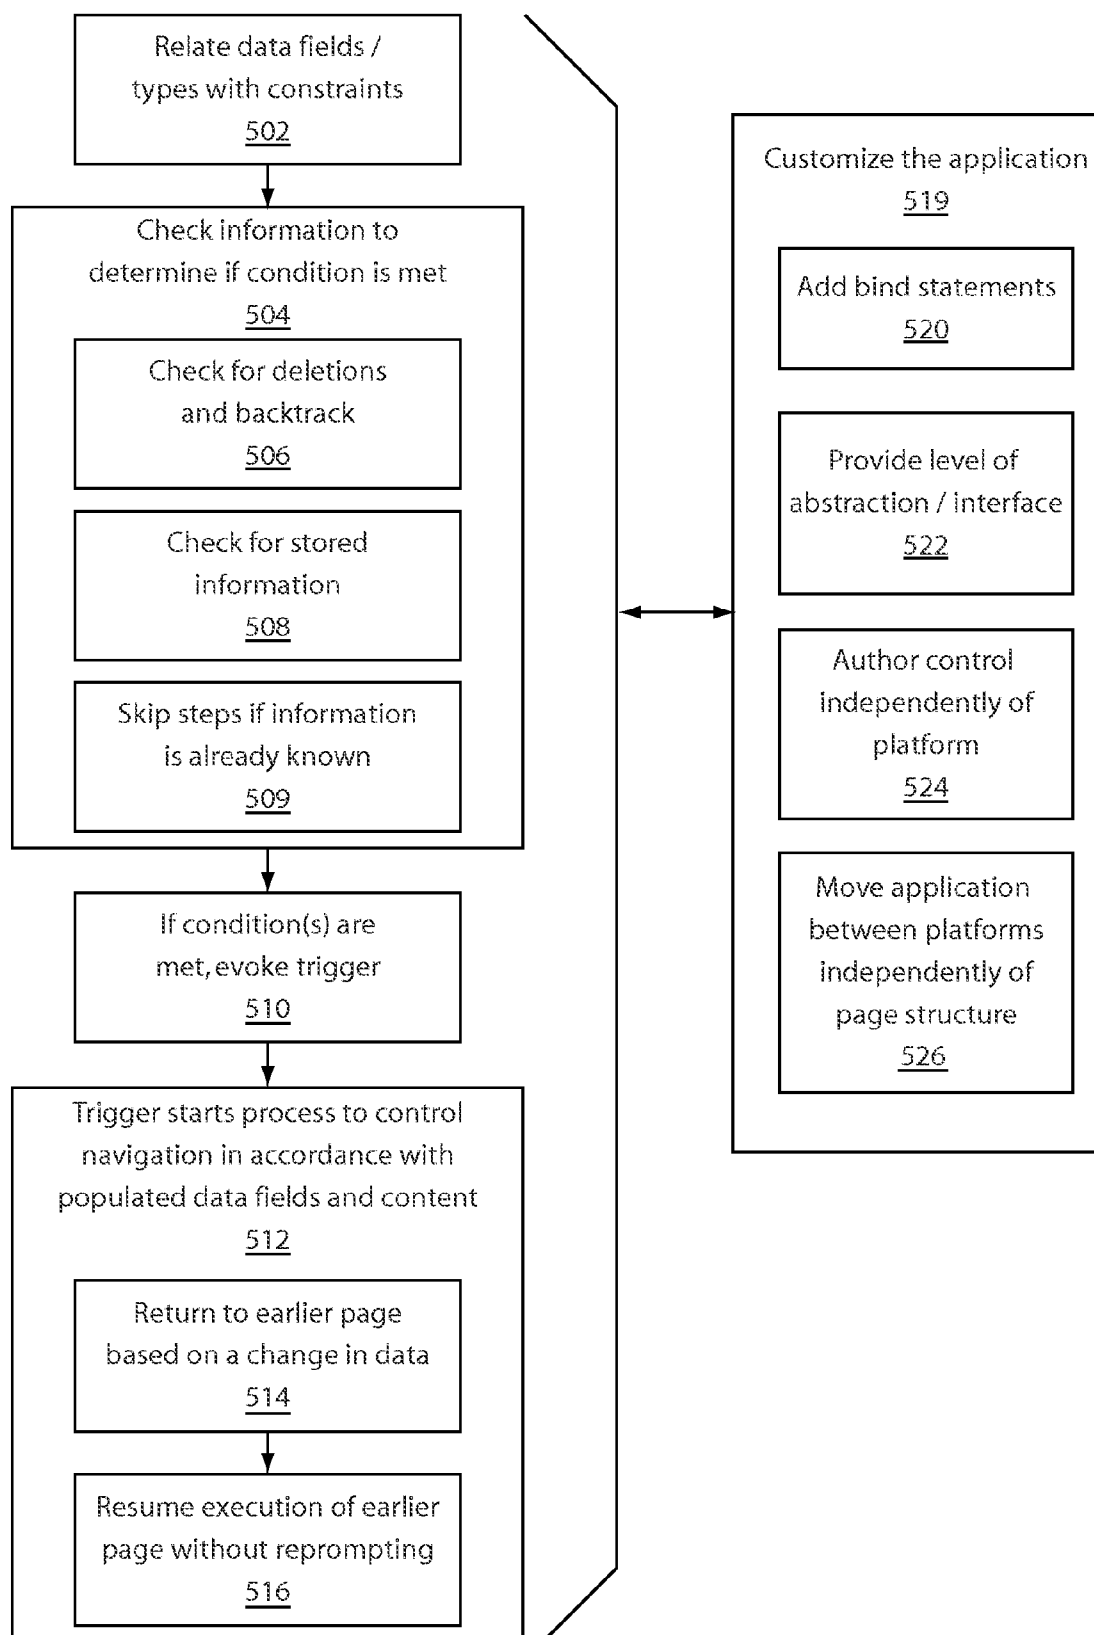 Relate data fields /
types with constraints
502
Check information to
determine if condition is met
504
Check for deletions
and backtrack
506
Check for stored
information
508
Skip steps if information
is already known
509
If condition(s) are
met, evoke trigger
510
Trigger starts process to control
navigation in accordance with
populated data fields and content
512
Return to earlier page
based on a change in data
514
Resume execution of earlier
page without reprompting
516
Customize the application
519
Add bind statements
520
Provide level of
abstraction / interface
522
Author control
independently of
platform
524
Move application
between platforms
independently of
page structure
526